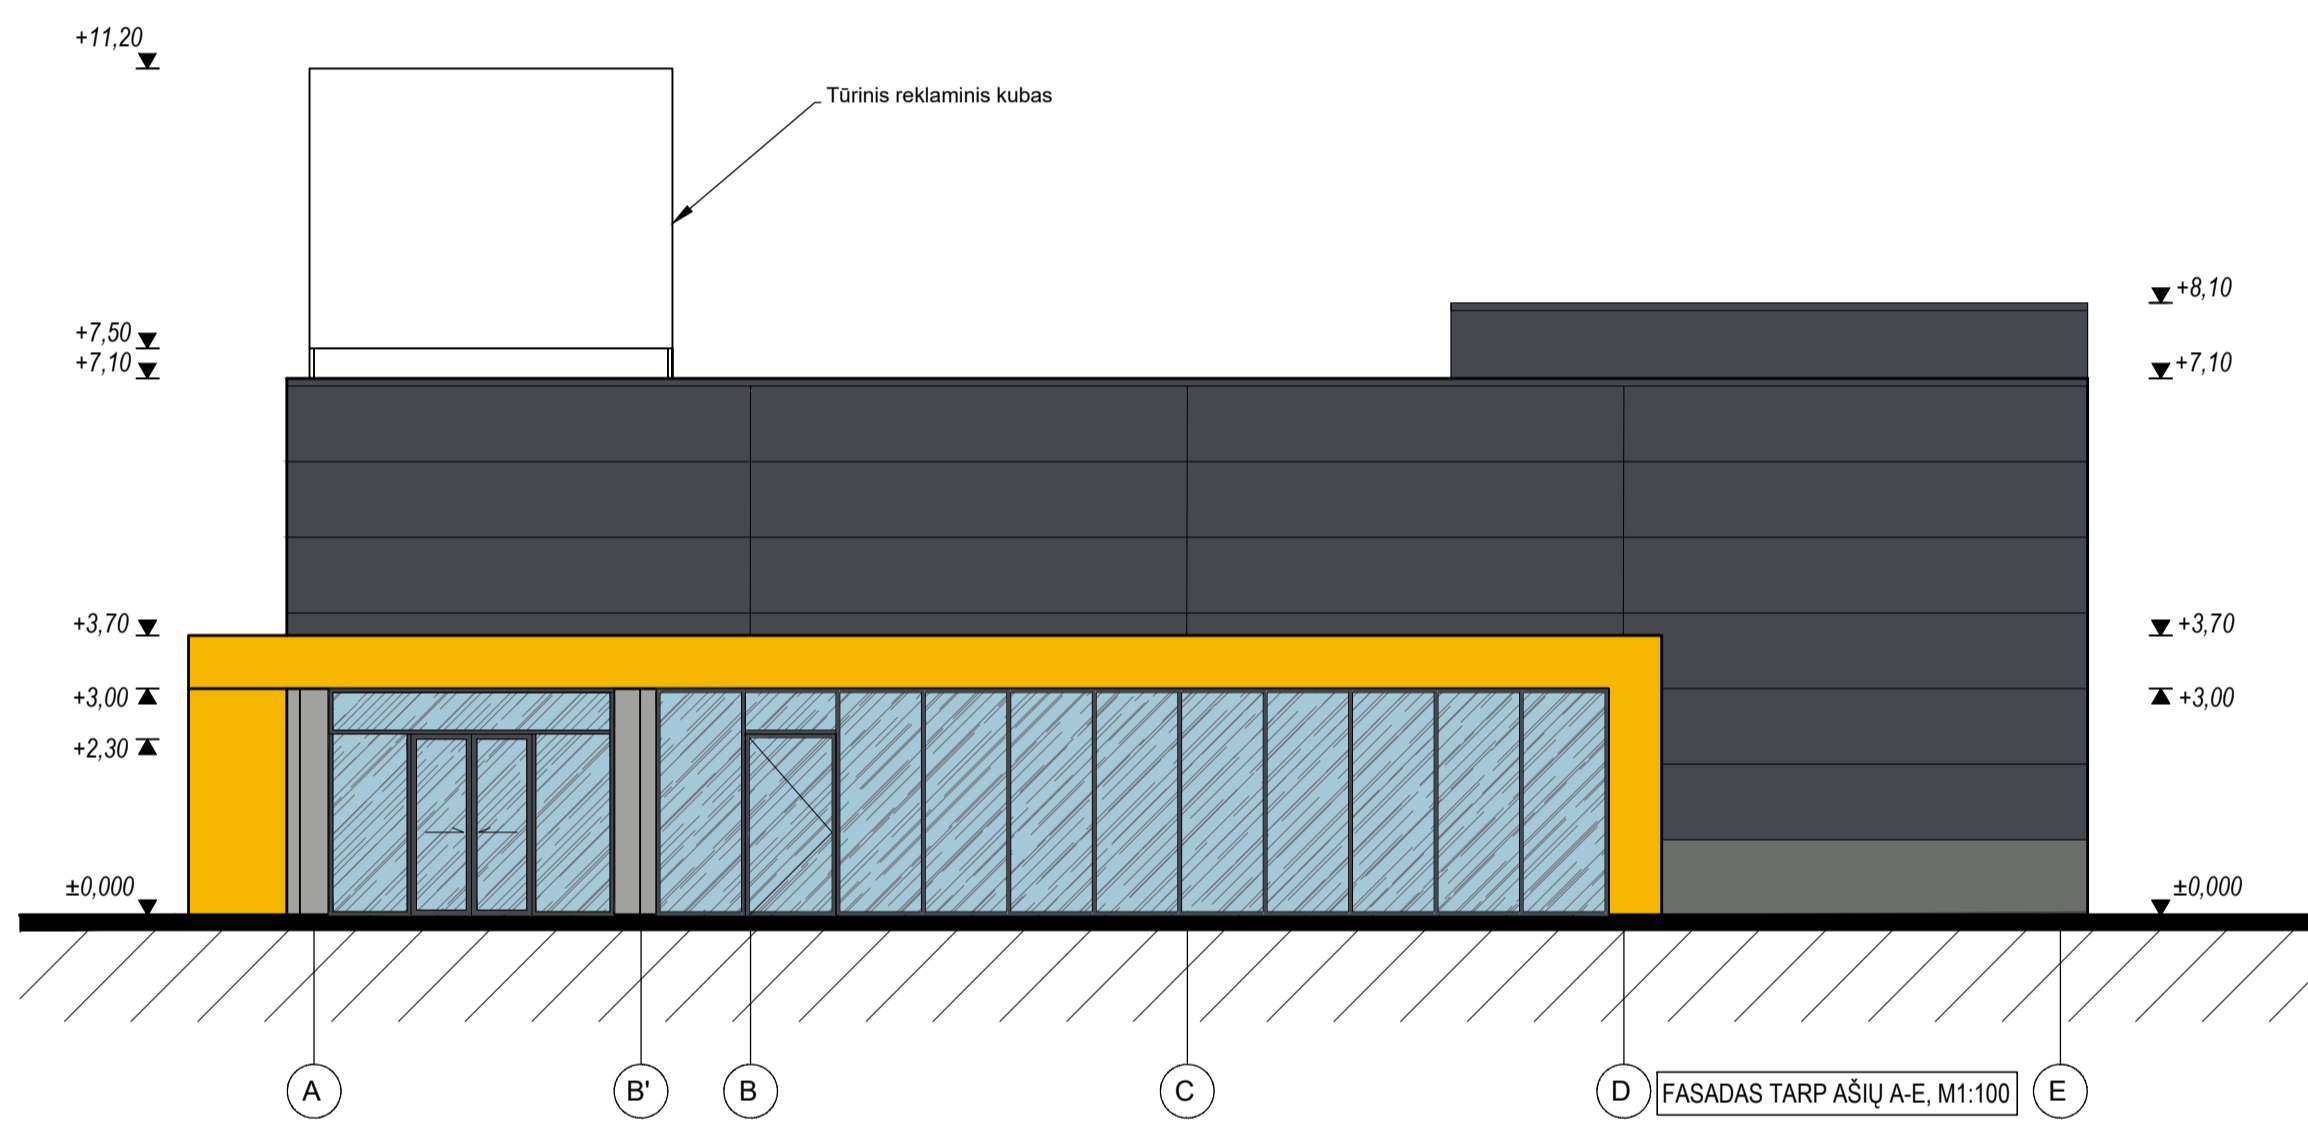 +11,20
Tūrinis reklaminis kubas
+8,10
+7,50
+7,10
+7,10
+3,70
+3,70
+3,00
+3,00
+2,30
±0,000
±0,000
A
B'
B
C
D
FASADAS TARP AŠIŲ A-E, M1:100
E